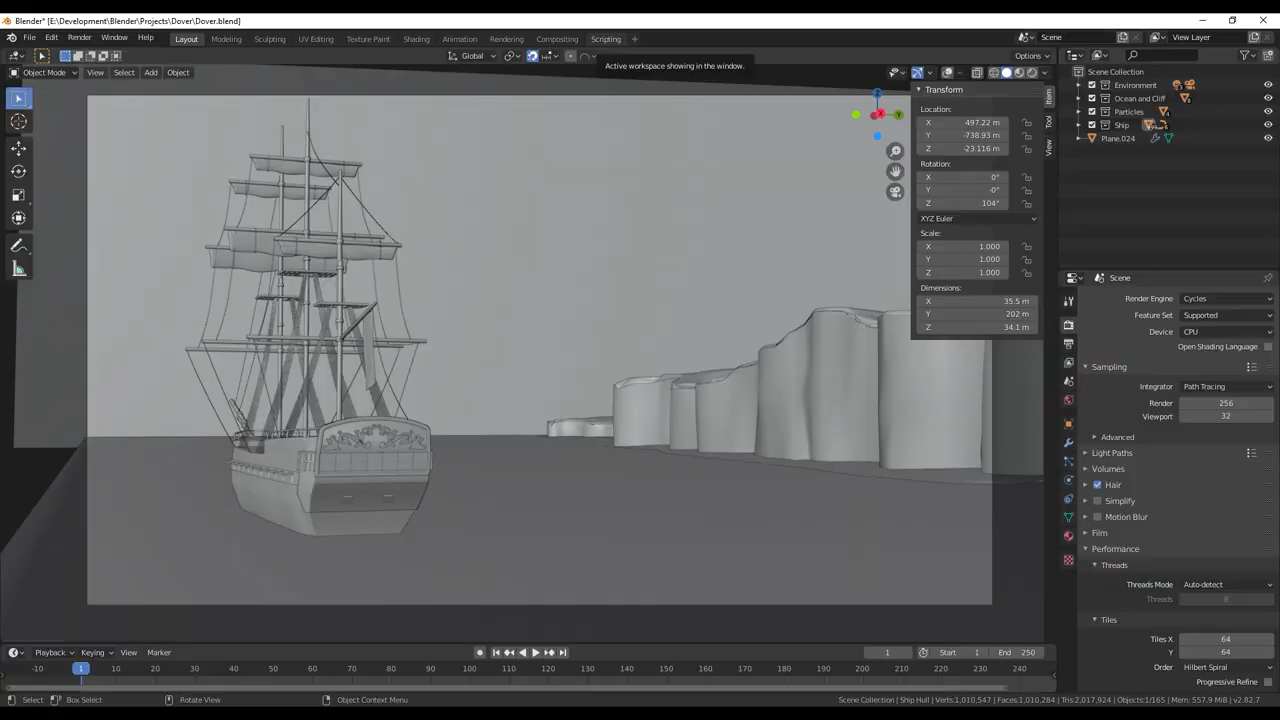 Blender* [E:\Development\Blender\Projects\Dover\Dover.blend]
File Edit Render Window Help
Layout Modeling Sculpting UV Editing Texture Paint Shading Animation Rendering Compositing Scripting +
Scene View Layer
Global Options
Active workspace showing in the window.
Object Mode View Select Add Object
Transform
Location:
X 497.22 m
Y -738.93 m
Z -23.116 m
Rotation:
X 0°
Y -0°
Z 104°
XYZ Euler
Scale:
X 1.000
Y 1.000
Z 1.000
Dimensions:
X 35.5 m
Y 202 m
Z 34.1 m
Item
Tool
View
Scene Collection
Environment
Ocean and Cliff
Particles
Ship
Plane.024
Scene
Render Engine Cycles
Feature Set Supported
Device CPU
Open Shading Language
Sampling
Integrator Path Tracing
Render 256
Viewport 32
Advanced
Light Paths
Volumes
Hair
Simplify
Motion Blur
Film
Performance
Threads
Threads Mode Auto-detect
Threads 8
Tiles
Tiles X 64
Y 64
Order Hilbert Spiral
Progressive Refine
Playback Keying View Marker
1 Start 1 End 250
-10 1 10 20 30 40 50 60 70 80 90 100 110 120 130 140 150 160 170 180 190 200 210 220 230 240
Select Box Select Rotate View Object Context Menu
Scene Collection | Ship Hull | Verts:1,010,547 | Faces:1,010,284 | Tris:2,017,924 | Objects:1/165 | Mem: 557.9 MiB | v2.82.7